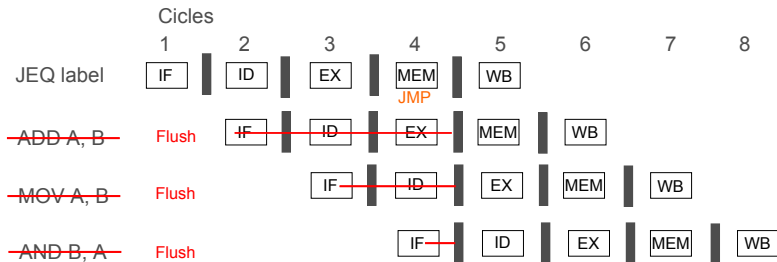 Cicles
1 2 3 4 5 6 7 8
JEQ label IF ID EX MEM WB
JMP
ADD A, B Flush IF ID EX MEM WB
MOV A, B Flush IF ID EX MEM WB
AND B, A Flush IF ID EX MEM WB